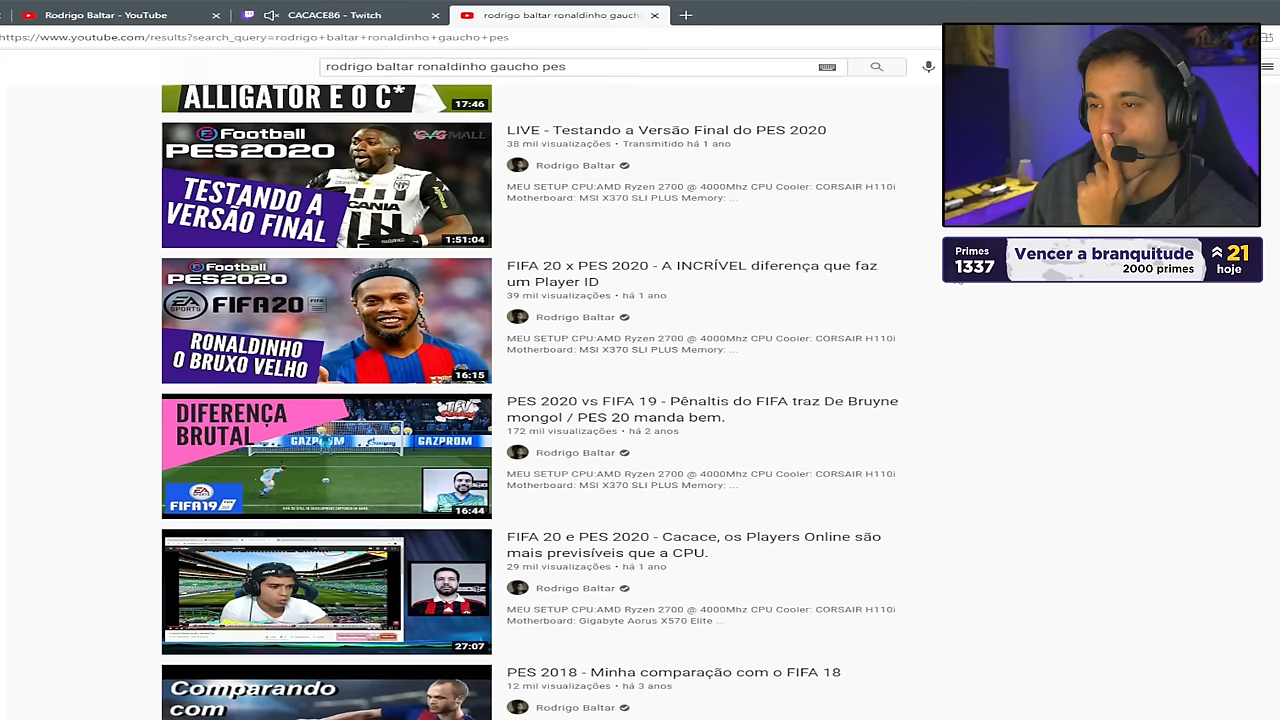 Rodrigo Baltar - YouTube
CACACE86 - Twitch
rodrigo baltar ronaldinho gauch
https://www.youtube.com/results?search_query=rodrigo+baltar+ronaldinho+gaucho+pes
rodrigo baltar ronaldinho gaucho pes
ALLIGATOR E O C*
17:46
eFootball
PES2020
TESTANDO A
VERSÃO FINAL
1:51:04
LIVE - Testando a Versão Final do PES 2020
38 mil visualizações • Transmitido há 1 ano
Rodrigo Baltar
MEU SETUP CPU:AMD Ryzen 2700 @ 4000Mhz CPU Cooler: CORSAIR H110i
Motherboard: MSI X370 SLI PLUS Memory: ...
Primes
1337
Vencer a branquitude
2000 primes
21
hoje
eFootball
PES2020
EA SPORTS
FIFA 20
RONALDINHO
O BRUXO VELHO
16:15
FIFA 20 x PES 2020 - A INCRÍVEL diferença que faz
um Player ID
39 mil visualizações • há 1 ano
Rodrigo Baltar
MEU SETUP CPU:AMD Ryzen 2700 @ 4000Mhz CPU Cooler: CORSAIR H110i
Motherboard: MSI X370 SLI PLUS Memory: ...
DIFERENÇA
BRUTAL
GAZPROM
GAZPROM
EA SPORTS
FIFA19
16:44
PES 2020 vs FIFA 19 - Pênaltis do FIFA traz De Bruyne
mongol / PES 20 manda bem.
172 mil visualizações • há 2 anos
Rodrigo Baltar
MEU SETUP CPU:AMD Ryzen 2700 @ 4000Mhz CPU Cooler: CORSAIR H110i
Motherboard: MSI X370 SLI PLUS Memory: ...
27:07
FIFA 20 e PES 2020 - Cacace, os Players Online são
mais previsíveis que a CPU.
29 mil visualizações • há 1 ano
Rodrigo Baltar
MEU SETUP CPU:AMD Ryzen 2700 @ 4000Mhz CPU Cooler: CORSAIR H110i
Motherboard: Gigabyte Aorus X570 Elite ...
Comparando
com
PES 2018 - Minha comparação com o FIFA 18
12 mil visualizações • há 3 anos
Rodrigo Baltar